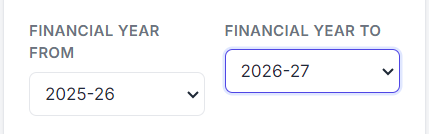 FINANCIAL YEAR FROM
2025-26
FINANCIAL YEAR TO
2026-27